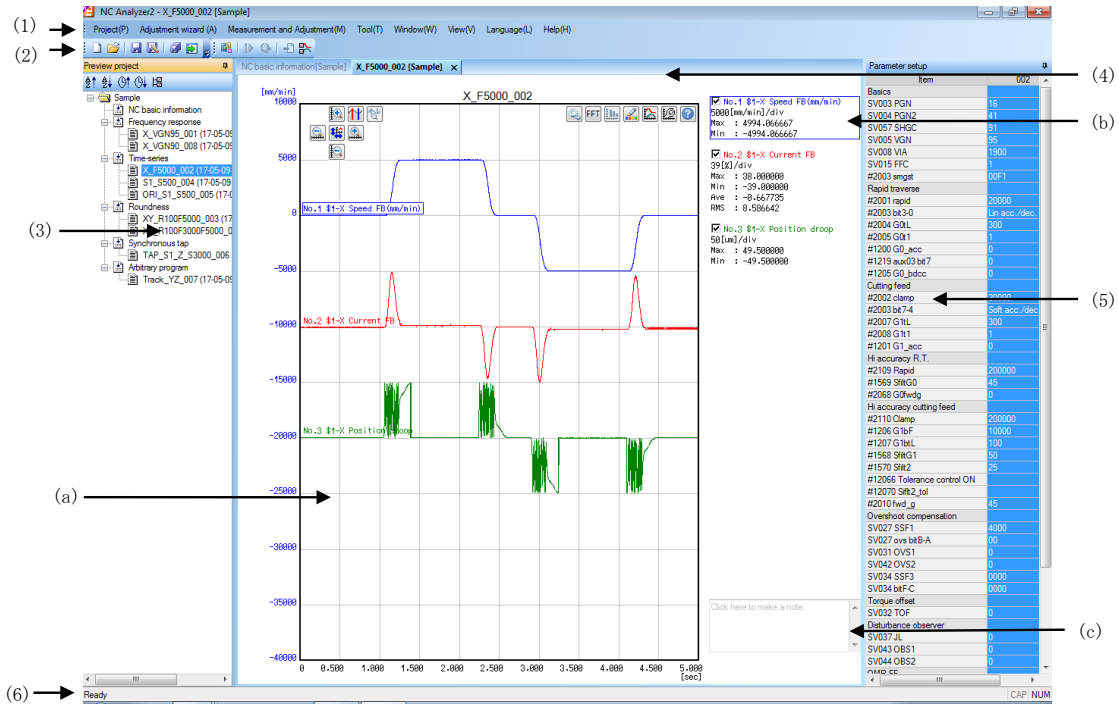 NC Analyzer2 - X_F5000_002 [Sample]
(1)
Project(P) Adjustment wizard (A) Measurement and Adjustment(M) Tool(T) Window(W) View(V) Language(L) Help(H)
(2)
Preview project
Sample
NC basic information
Frequency response
X_VGN95_001 (17-05-09
X_VGN90_008 (17-05-09
Time-series
X_F5000_002 (17-05-09
S1_S500_004 (17-05-09
ORI_S1_S500_005 (17-0
Roundness
XY_R100F5000_003 (17
R100F3000F5000_0
(3)
Synchronous tap
TAP_S1_Z_S3000_006
Arbitrary program
Track_YZ_007 (17-05-09
NC basic information[Sample] X_F5000_002 [Sample]
(4)
[mm/min]
X_F5000_002
10000
5000
0
-5000
-10000
-15000
-20000
-25000
-30000
-35000
-40000
FFT
No.1 $1-X Speed FB(mm/min)
No.2 $1-X Current FB
No.3 $1-X Position droop
(a)
0 0.500 1.000 1.500 2.000 2.500 3.000 3.500 4.000 4.500 5.000
[sec]
No.1 $1-X Speed FB(mm/min)
5000[mm/min]/div
Max : 4994.066667
Min : -4994.066667
(b)
No.2 $1-X Current FB
39[%]/div
Max : 38.000000
Min : -39.000000
Ave : -0.667735
RMS : 8.586642
No.3 $1-X Position droop
50[um]/div
Max : 49.500000
Min : -49.500000
Click here to make a note.
(c)
Parameter setup
Item 002
Basics
SV003 PGN 16
SV004 PGN2 41
SV057 SHGC 91
SV005 VGN 95
SV008 VIA 1900
SV015 FFC 1
#2003 smgst 00F1
Rapid traverse
#2001 rapid 20000
#2003 bit3-0 Lin acc./dec.
#2004 G0tL 300
#2005 G0t1 1
#1200 G0_acc 0
#1219 aux03 bit7 0
#1205 G0_bdcc 0
Cutting feed
#2002 clamp 20000
(5)
#2003 bit7-4 Soft acc./dec
#2007 G1tL 300
#2008 G1t1 1
#1201 G1_acc 0
Hi accuracy R.T.
#2109 Rapid 200000
#1569 SfiltG0 45
#2068 G0fwdg 0
Hi accuracy cutting feed
#2110 Clamp 200000
#1206 G1bF 10000
#1207 G1btL 100
#1568 SfiltG1 50
#1570 Sfilt2 25
#12066 Tolerance control ON
#12070 Sfilt2_tol
#2010 fwd_g 45
Overshoot compensation
SV027 SSF1 4000
SV027 ovs bitB-A 00
SV031 OVS1 0
SV042 OVS2 0
SV034 SSF3 0000
SV034 bitF-C 0000
Torque offset
SV032 TOF 0
Disturbance observer
SV037 JL 0
SV043 OBS1 0
SV044 OBS2 0
OMR FF
(6)
Ready
CAP NUM